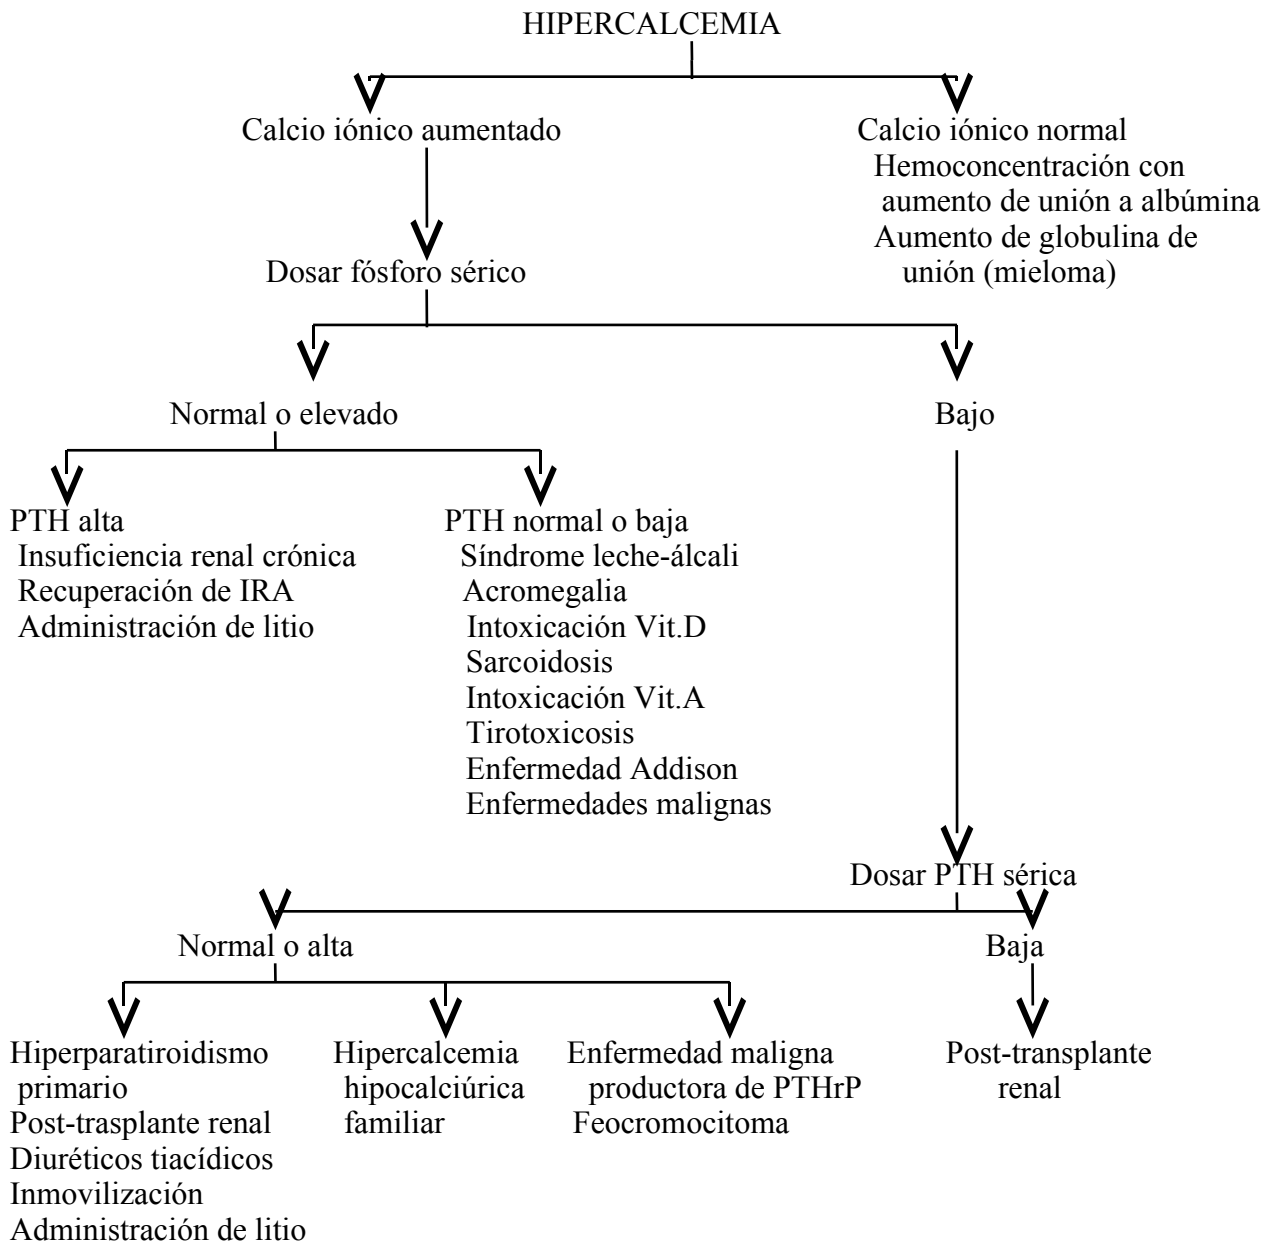 HIPERCALCEMIA
Calcio iónico aumentado
Calcio iónico normal
Hemoconcentración con
aumento de unión a albúmina
Aumento de globulina de
unión (mieloma)
Dosar fósforo sérico
Normal o elevado
Bajo
PTH alta
Insuficiencia renal crónica
Recuperación de IRA
Administración de litio
PTH normal o baja
Síndrome leche-álcali
Acromegalia
Intoxicación Vit.D
Sarcoidosis
Intoxicación Vit.A
Tirotoxicosis
Enfermedad Addison
Enfermedades malignas
Dosar PTH sérica
Normal o alta
Baja
Hiperparatiroidismo
primario
Post-trasplante renal
Diuréticos tiacídicos
Inmovilización
Administración de litio
Hipercalcemia
hipocalciúrica
familiar
Enfermedad maligna
productora de PTHrP
Feocromocitoma
Post-transplante
renal